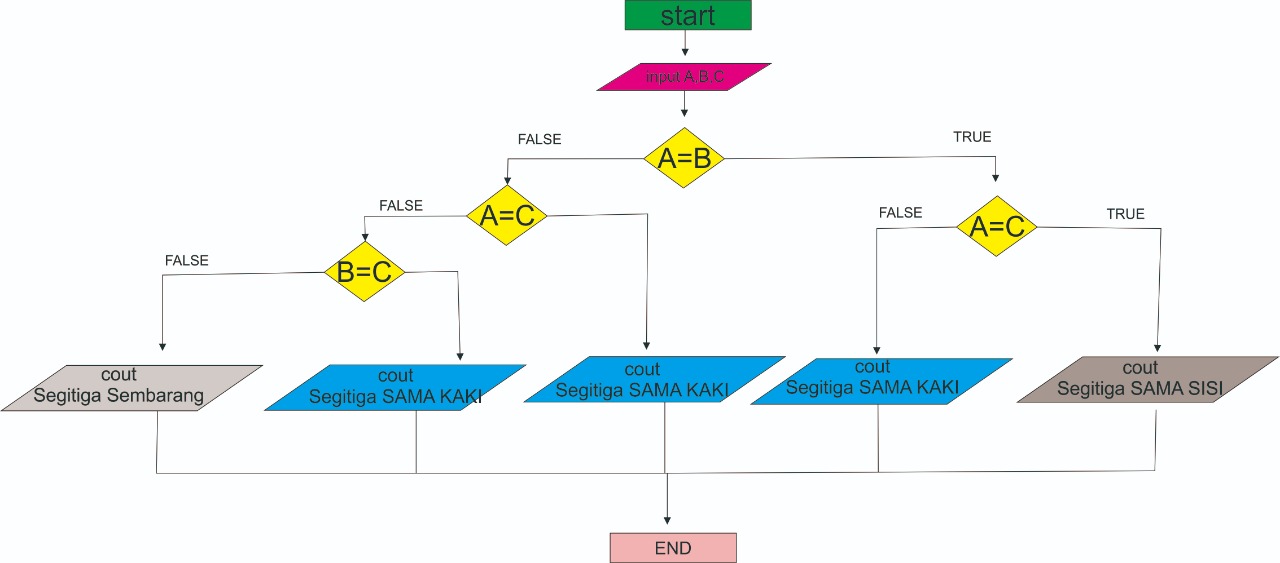 start
input A.B.C
A=B
FALSE
TRUE
A=C
FALSE
A=C
FALSE
TRUE
B=C
FALSE
cout
Segitiga Sembarang
cout
Segitiga SAMA KAKI
cout
Segitiga SAMA KAKI
cout
Segitiga SAMA KAKI
cout
Segitiga SAMA SISI
END